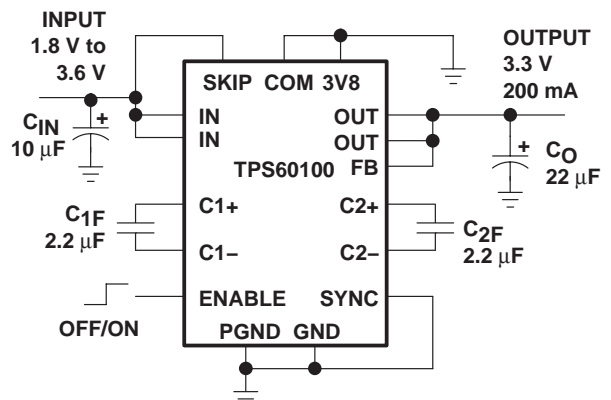 INPUT
1.8 V to
3.6 V
OUTPUT
3.3 V
200 mA
SKIP COM 3V8
IN
OUT
IN
OUT
TPS60100 FB
CIN
+
10 μF
CO
+
22 μF
C1F
2.2 μF
C1+
C2+
C1−
C2−
C2F
2.2 μF
ENABLE SYNC
OFF/ON
PGND GND